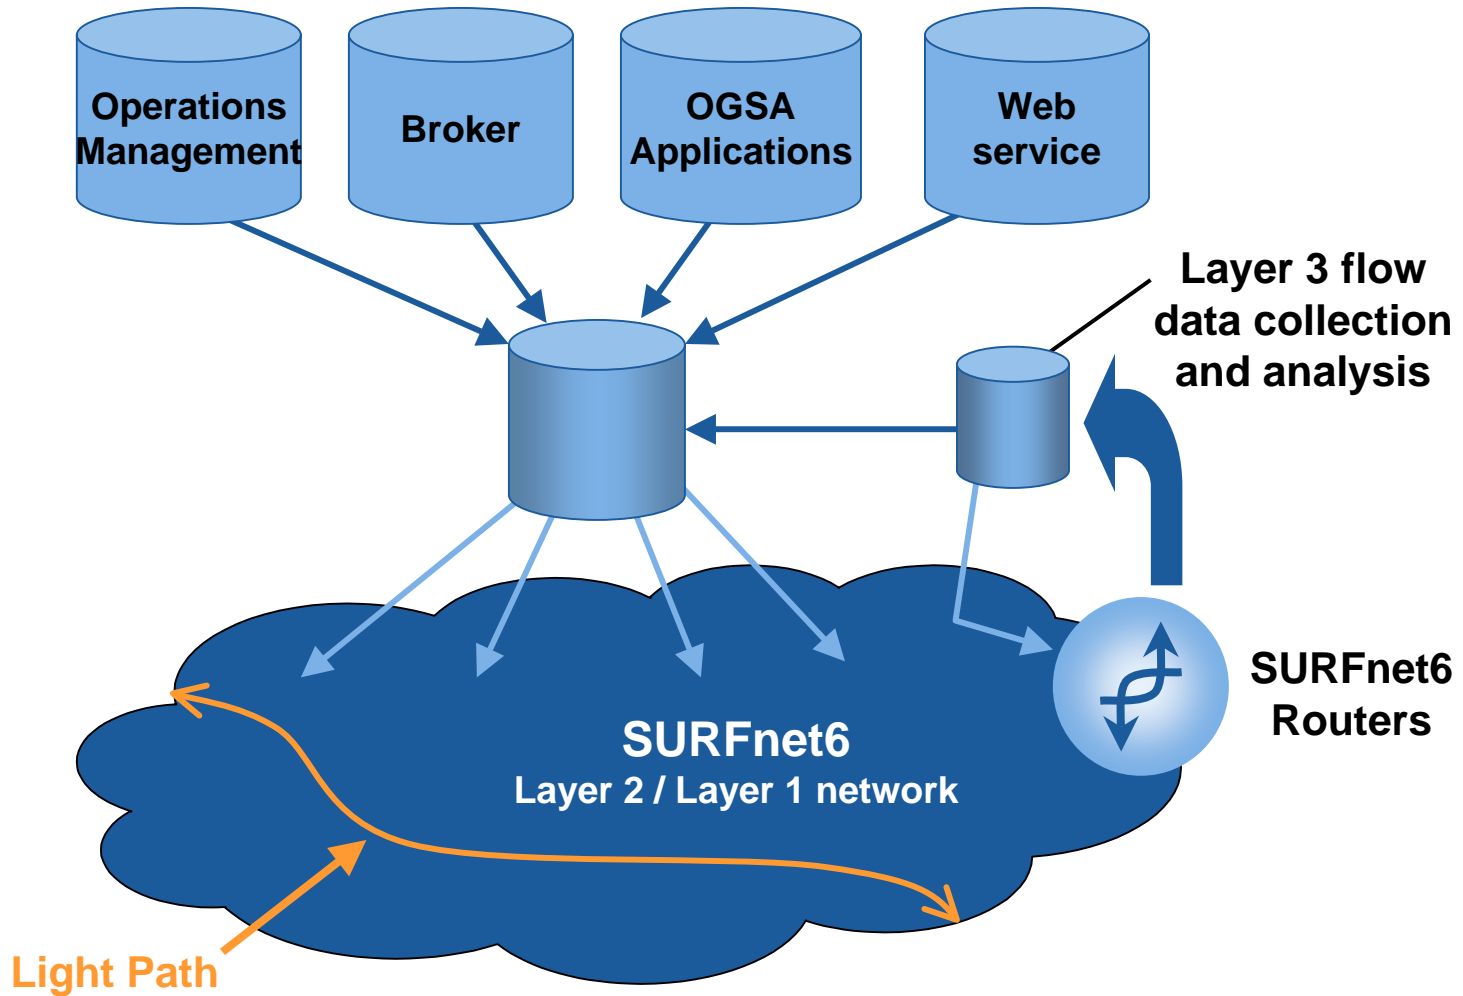 Operations
Management
Broker
OGSA
Applications
Web
service
Layer 3 flow
data collection
and analysis
SURFnet6
Routers
SURFnet6
Layer 2 / Layer 1 network
Light Path